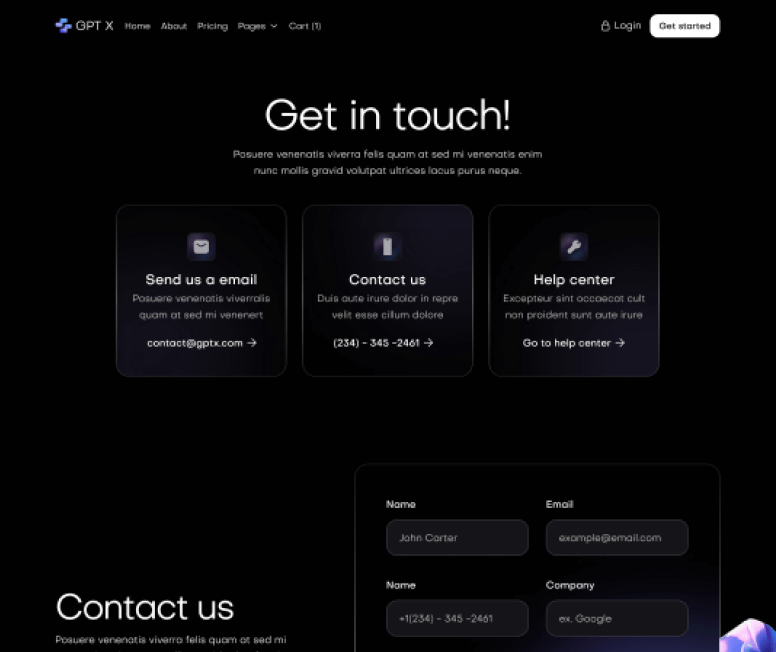 GPT X Home About Pricing Pages Cart (1) Login Get started
Get in touch!
Posuere venenatis viverra felis quam at sed mi venenatis enim
nunc mollis gravid volutpat ultrices lacus purus neque.
Send us a email
Posuere venenatis viverralis
quam at sed mi venenert
contact@gptx.com →
Contact us
Duis aute irure dolor in repre
velit esse cillum dolore
(234) - 345 -2461 →
Help center
Excepteur sint occaecat cult
non proident sunt aute irure
Go to help center →
Contact us
Posuere venenatis viverra felis quam at sed mi
Name
John Carter
Email
example@email.com
Name
+1(234) - 345 -2461
Company
ex. Google